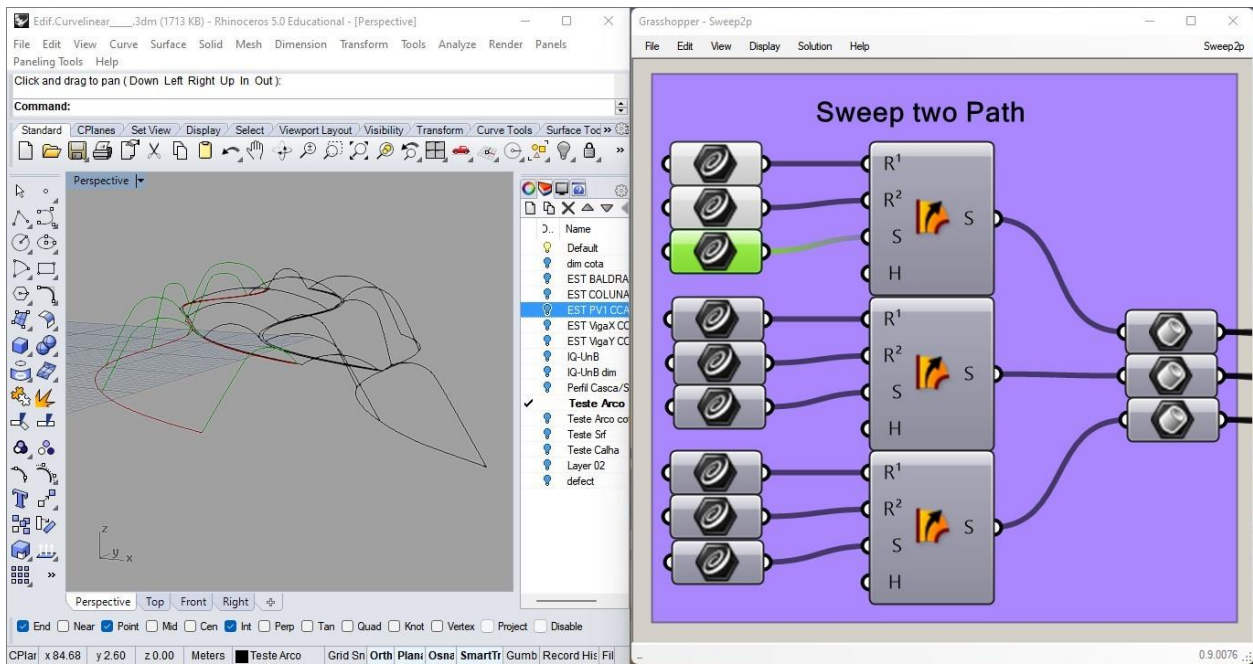 Edif.Curvelinear____.3dm (1713 KB) - Rhinoceros 5.0 Educational - [Perspective]
File Edit View Curve Surface Solid Mesh Dimension Transform Tools Analyze Render Panels
Paneling Tools Help
Click and drag to pan ( Down Left Right Up In Out ):
Command:
Standard CPlanes Set View Display Select Viewport Layout Visibility Transform Curve Tools Surface Too »
»
Perspective
Name
Default
dim cota
EST BALDRA
EST COLUNA
EST PV1 CCA
EST VigaX CC
EST VigaY CC
IQ-UnB
IQ-UnB dim
Perfil Casca/S
Teste Arco
Teste Arco co
Teste Srf
Teste Calha
Layer 02
defect
z
y x
»
Perspective Top Front Right
End Near Point Mid Cen Int Perp Tan Quad Knot Vertex Project Disable
CPlar x 84.68 y 2.60 z 0.00 Meters Teste Arco Grid Sn Orth Plana Osna SmartTr Gumb Record His Fil
Grasshopper - Sweep2p
File Edit View Display Solution Help Sweep2p
Sweep two Path
R¹
R²
S
H
S
R¹
R²
S
H
S
R¹
R²
S
H
S
0.9.0076